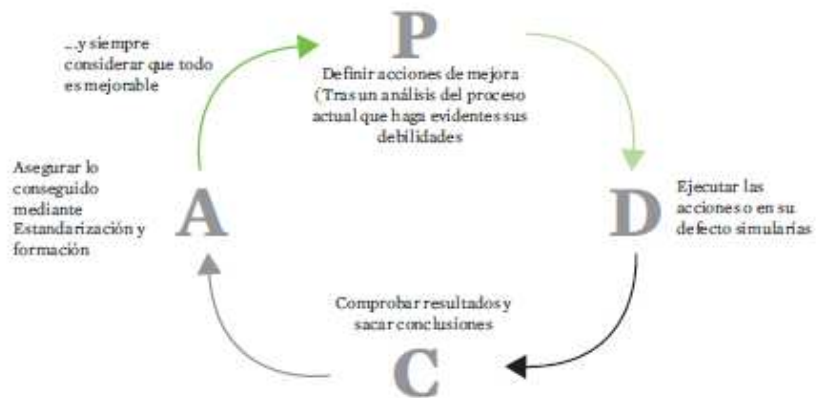 ...y siempre
considerar que todo
es mejorable
P
Definir acciones de mejora
(Tras un análisis del proceso
actual que haga evidentes sus
debilidades
Asegurar lo
conseguido
mediante
Estandarización y
formación
A
D
Ejecutar las
acciones o en su
defecto simularías
Comprobar resultados y
sacar conclusiones
C